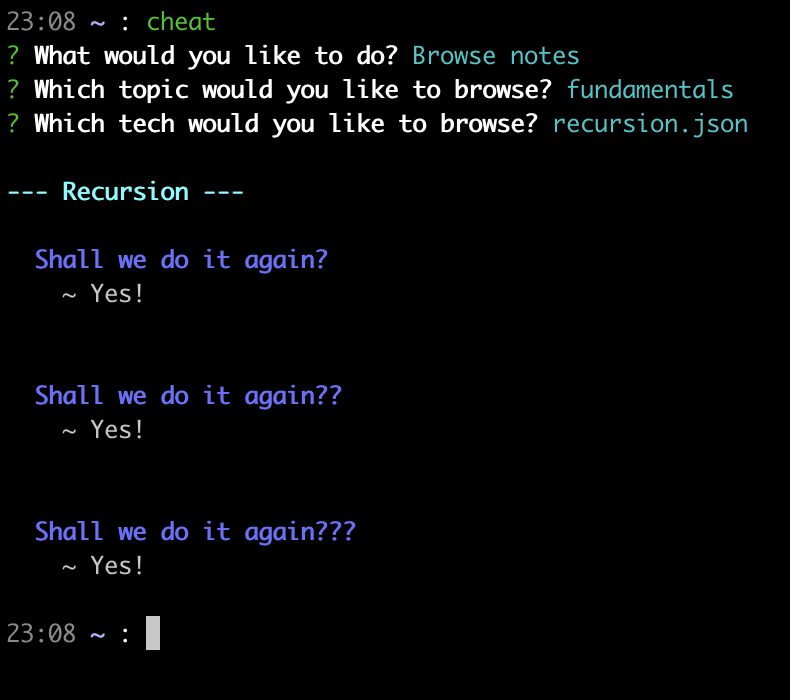 23:08 ~ : cheat
? What would you like to do? Browse notes
? Which topic would you like to browse? fundamentals
? Which tech would you like to browse? recursion.json
--- Recursion ---
Shall we do it again?
~ Yes!
Shall we do it again??
~ Yes!
Shall we do it again???
~ Yes!
23:08 ~ :